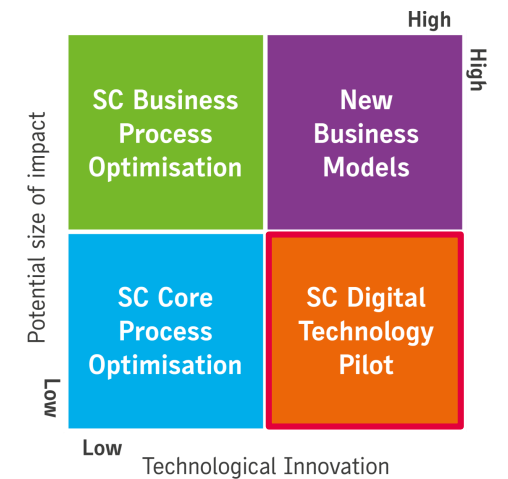 High
High
SC Business
Process
Optimisation
New
Business
Models
Potential size of impact
SC Core
Process
Optimisation
SC Digital
Technology
Pilot
Low
Low
Technological Innovation